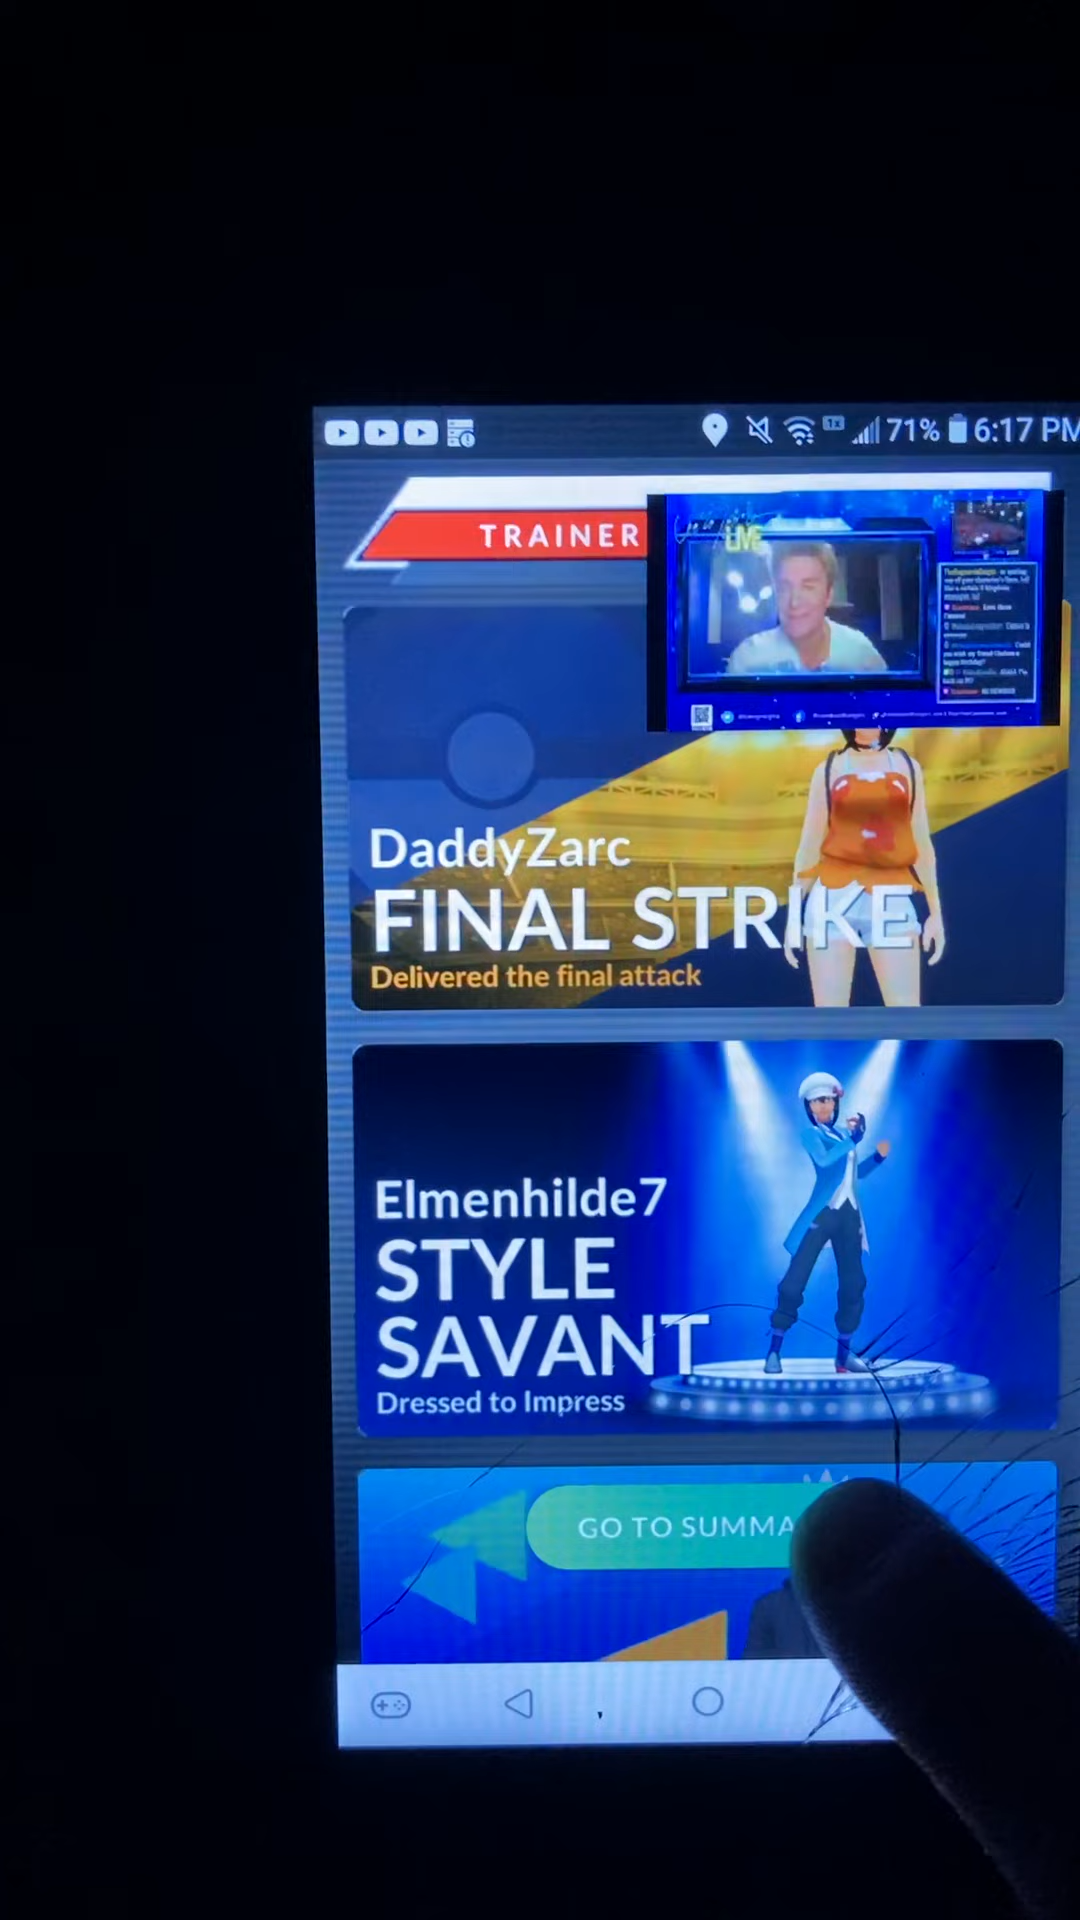 1x
71%
6:17 PM
TRAINER
LIVE
DaddyZarc
FINAL STRIKE
Delivered the final attack
Elmenhilde7
STYLE
SAVANT
Dressed to Impress
GO TO SUMMA